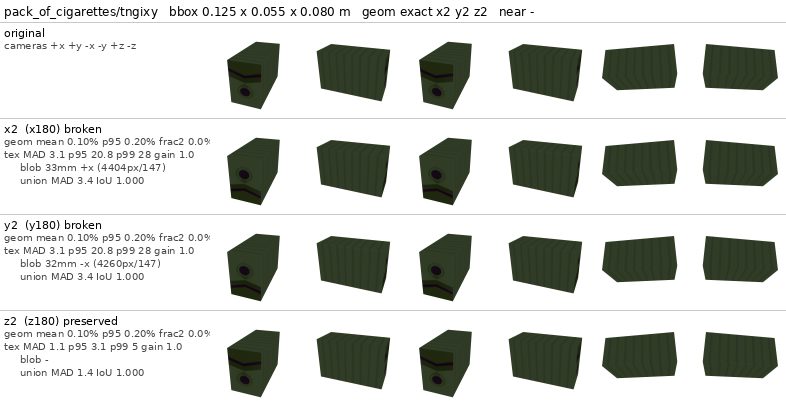 pack_of_cigarettes/tngixy bbox 0.125 x 0.055 x 0.080 m geom exact x2 y2 z2 near -
original
cameras +x +y -x -y +z -z
x2 (x180) broken
geom mean 0.10% p95 0.20% frac2 0.0%
tex MAD 3.1 p95 20.8 p99 28 gain 1.0
blob 33mm +x (4404px/147)
union MAD 3.4 IoU 1.000
y2 (y180) broken
geom mean 0.10% p95 0.20% frac2 0.0%
tex MAD 3.1 p95 20.8 p99 28 gain 1.0
blob 32mm -x (4260px/147)
union MAD 3.4 IoU 1.000
z2 (z180) preserved
geom mean 0.10% p95 0.20% frac2 0.0%
tex MAD 1.1 p95 3.1 p99 5 gain 1.0
blob -
union MAD 1.4 IoU 1.000